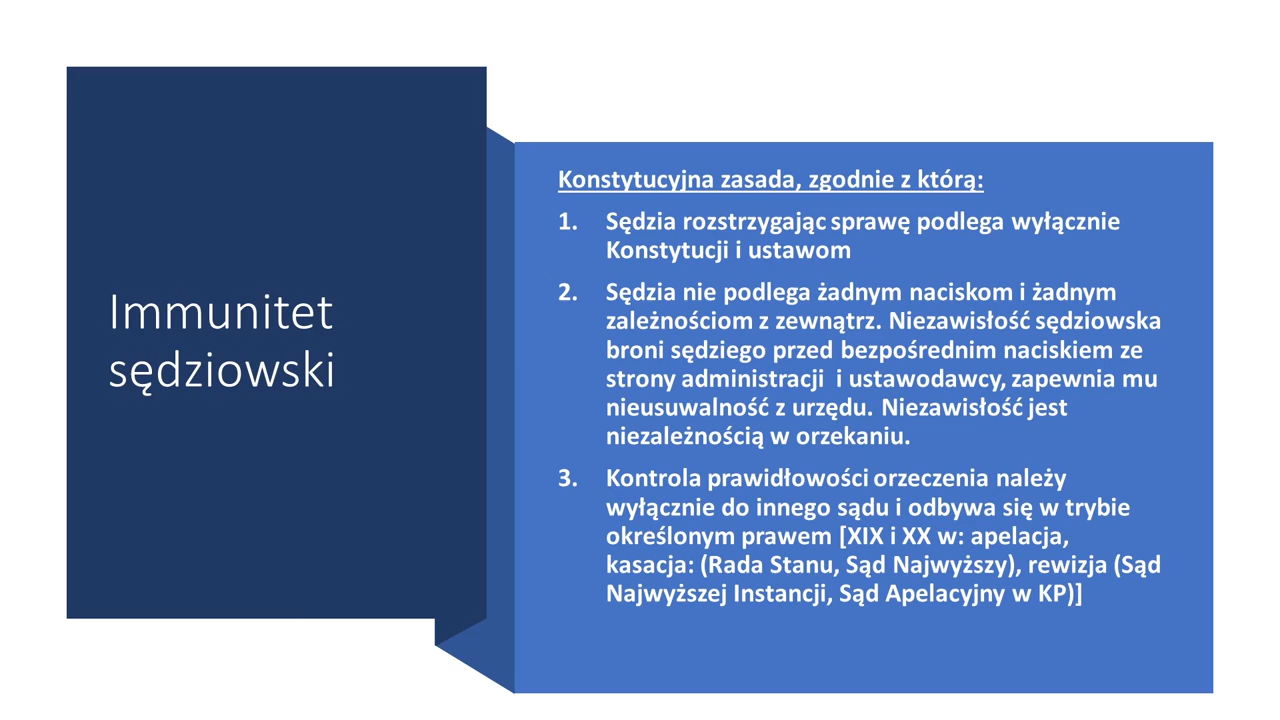 Immunitet
sędziowski
Konstytucyjna zasada, zgodnie z którą:
1. Sędzia rozstrzygając sprawę podlega wyłącznie
Konstytucji i ustawom
2. Sędzia nie podlega żadnym naciskom i żadnym
zależnościom z zewnątrz. Niezawisłość sędziowska
broni sędziego przed bezpośrednim naciskiem ze
strony administracji  i ustawodawcy, zapewnia mu
nieusuwalność z urzędu. Niezawisłość jest
niezależnością w orzekaniu.
3. Kontrola prawidłowości orzeczenia należy
wyłącznie do innego sądu i odbywa się w trybie
określonym prawem [XIX i XX w: apelacja,
kasacja: (Rada Stanu, Sąd Najwyższy), rewizja (Sąd
Najwyższej Instancji, Sąd Apelacyjny w KP)]